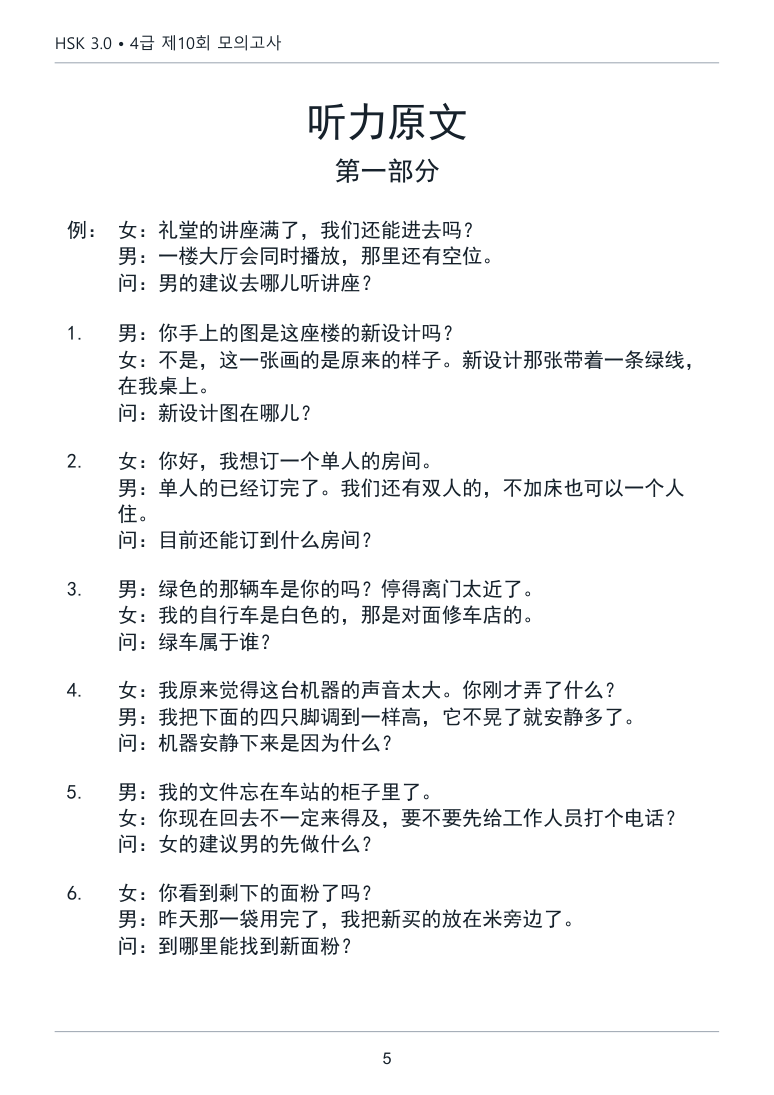 HSK 3.0 • 4급 제10회 모의고사
听力原文
第一部分
例： 女：礼堂的讲座满了，我们还能进去吗？
男：一楼大厅会同时播放，那里还有空位。
问：男的建议去哪儿听讲座？
1. 男：你手上的图是这座楼的新设计吗？
女：不是，这一张画的是原来的样子。新设计那张带着一条绿线，
在我桌上。
问：新设计图在哪儿？
2. 女：你好，我想订一个单人的房间。
男：单人的已经订完了。我们还有双人的，不加床也可以一个人
住。
问：目前还能订到什么房间？
3. 男：绿色的那辆车是你的吗？停得离门太近了。
女：我的自行车是白色的，那是对面修车店的。
问：绿车属于谁？
4. 女：我原来觉得这台机器的声音太大。你刚才弄了什么？
男：我把下面的四只脚调到一样高，它不晃了就安静多了。
问：机器安静下来是因为什么？
5. 男：我的文件忘在车站的柜子里了。
女：你现在回去不一定来得及，要不要先给工作人员打个电话？
问：女的建议男的先做什么？
6. 女：你看到剩下的面粉了吗？
男：昨天那一袋用完了，我把新买的放在米旁边了。
问：到哪里能找到新面粉？
5